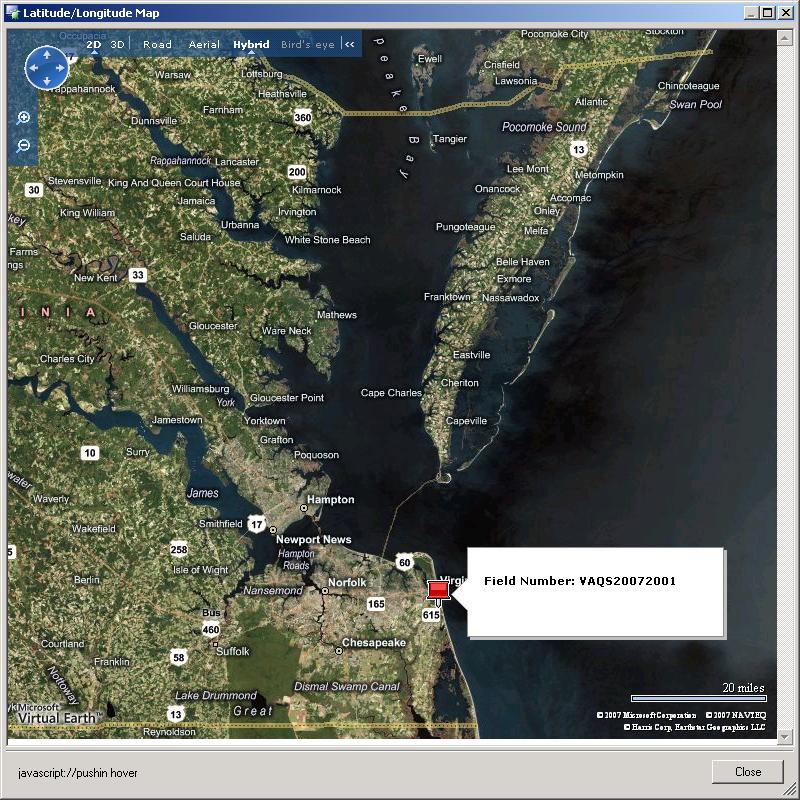 Latitude/Longitude Map
2D 3D Road Aerial Hybrid Bird's eye «
Occupacia
Rappahannock
Warsaw
Lottsburg
Heathsville
Farnham
Dunnsville
360
Rappahannock
Lancaster
200
30
Stevensville
King And Queen Court House
Kilmarnock
Jamaica
King William
Irvington
Urbanna
Saluda
White Stone Beach
key
Farms
ngs
New Kent
33
I N I A
Mathews
Gloucester
Ware Neck
Charles City
Williamsburg
York
Gloucester Point
Jamestown
Yorktown
Grafton
10
Surry
Poquoson
James
water
Waverly
Hampton
Smithfield
17
Wakefield
Newport News
258
Hampton
Roads
5
Isle of Wight
60
Berlin
Norfolk
Nansemond
165
615
Bus
460
Chesapeake
Courtland
Suffolk
58
Franklin
Nottoway
Lake Drummond
Dismal Swamp Canal
Great
13
Reynoldson
peake Bay
Ewell
Pocomoke City
Stockton
Crisfield
Lawsonia
Chincoteague
Atlantic
Swan Pool
Pocomoke Sound
Tangier
13
Lee Mont
Metompkin
Onancock
Accomac
Onley
Pungoteague
Melfa
Belle Haven
Exmore
Franktown
Nassawadox
Eastville
Cheriton
Cape Charles
Capeville
Virgi
Field Number: VAQS20072001
20 miles
Microsoft
Virtual Earth™
© 2007 Microsoft Corporation © 2007 NAVTEQ
© Harris Corp, Earthstar Geographics LLC
javascript://pushin hover
Close